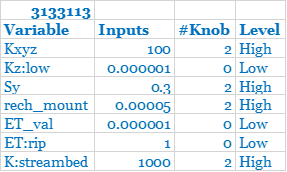 3133113
Variable Inputs #Knob Level
Kxyz 100 2 High
Kz:low 0.000001 0 Low
Sy 0.3 2 High
rech_mount 0.00005 2 High
ET_val 0.000001 0 Low
ET:rip 1 0 Low
K:streambed 1000 2 High